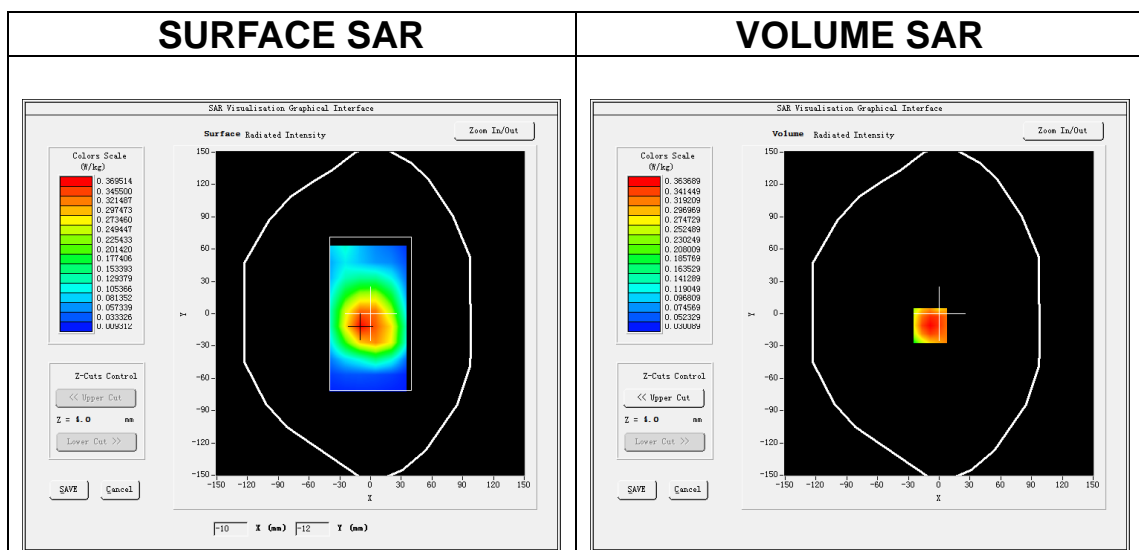 SURFACE SAR
SAR Visualisation Graphical Interface
Surface Radiated Intensity
Zoom In/Out
Colors Scale
(W/kg)
0.369514
0.345500
0.321487
0.297473
0.273460
0.249447
0.225433
0.201420
0.177406
0.153393
0.129379
0.105366
0.081352
0.057339
0.033326
0.009312
Z-Cuts Control
<< Upper Cut
Z = 4.0 mm
Lower Cut >>
SAVE Cancel
150
120
90
60
30
0
-30
-60
-90
-120
-150
Y
-150 -120 -90 -60 -30 0 30 60 90 120 150
X
-10 X (mm) -12 Y (mm)
VOLUME SAR
SAR Visualisation Graphical Interface
Volume Radiated Intensity
Zoom In/Out
Colors Scale
(W/kg)
0.363689
0.341449
0.319209
0.296969
0.274729
0.252489
0.230249
0.208009
0.185769
0.163529
0.141289
0.119049
0.096809
0.074569
0.052329
0.030089
Z-Cuts Control
<< Upper Cut
Z = 4.0 mm
Lower Cut >>
SAVE Cancel
150
120
90
60
30
0
-30
-60
-90
-120
-150
Y
-150 -120 -90 -60 -30 0 30 60 90 120 150
X